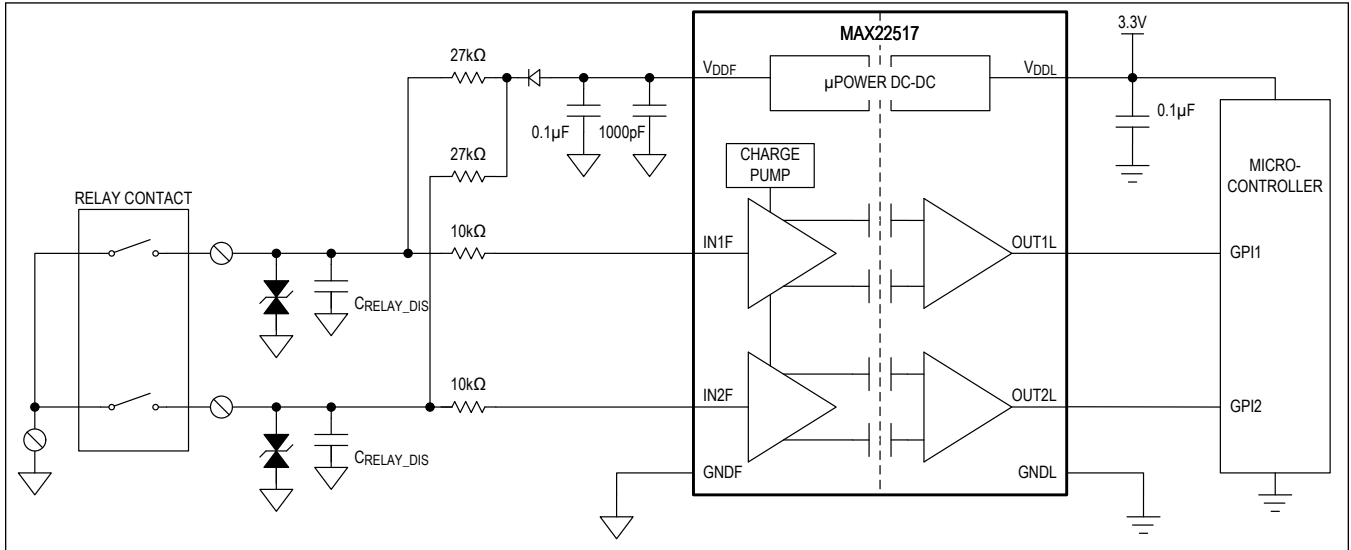 MAX22517
3.3V
27kΩ
VDDF
µPOWER DC-DC
VDDL
0.1µF
1000pF
0.1µF
27kΩ
CHARGE
PUMP
MICRO-
CONTROLLER
RELAY CONTACT
10kΩ
IN1F
OUT1L
GPI1
CRELAY_DIS
10kΩ
IN2F
OUT2L
GPI2
CRELAY_DIS
GNDF
GNDL